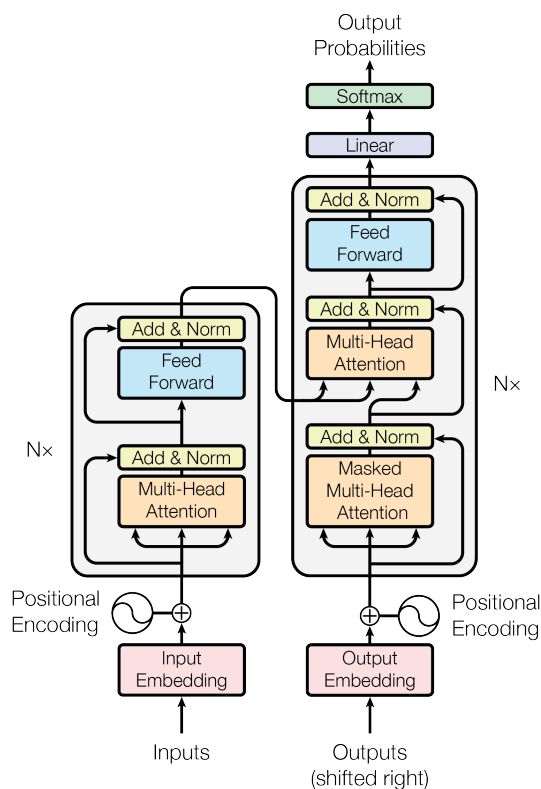 Output
Probabilities
Softmax
Linear
Add & Norm
Feed
Forward
Add & Norm
Multi-Head
Attention
Add & Norm
Masked
Multi-Head
Attention
N×
Add & Norm
Feed
Forward
Add & Norm
Multi-Head
Attention
N×
Positional
Encoding
Positional
Encoding
Input
Embedding
Output
Embedding
Inputs
Outputs
(shifted right)